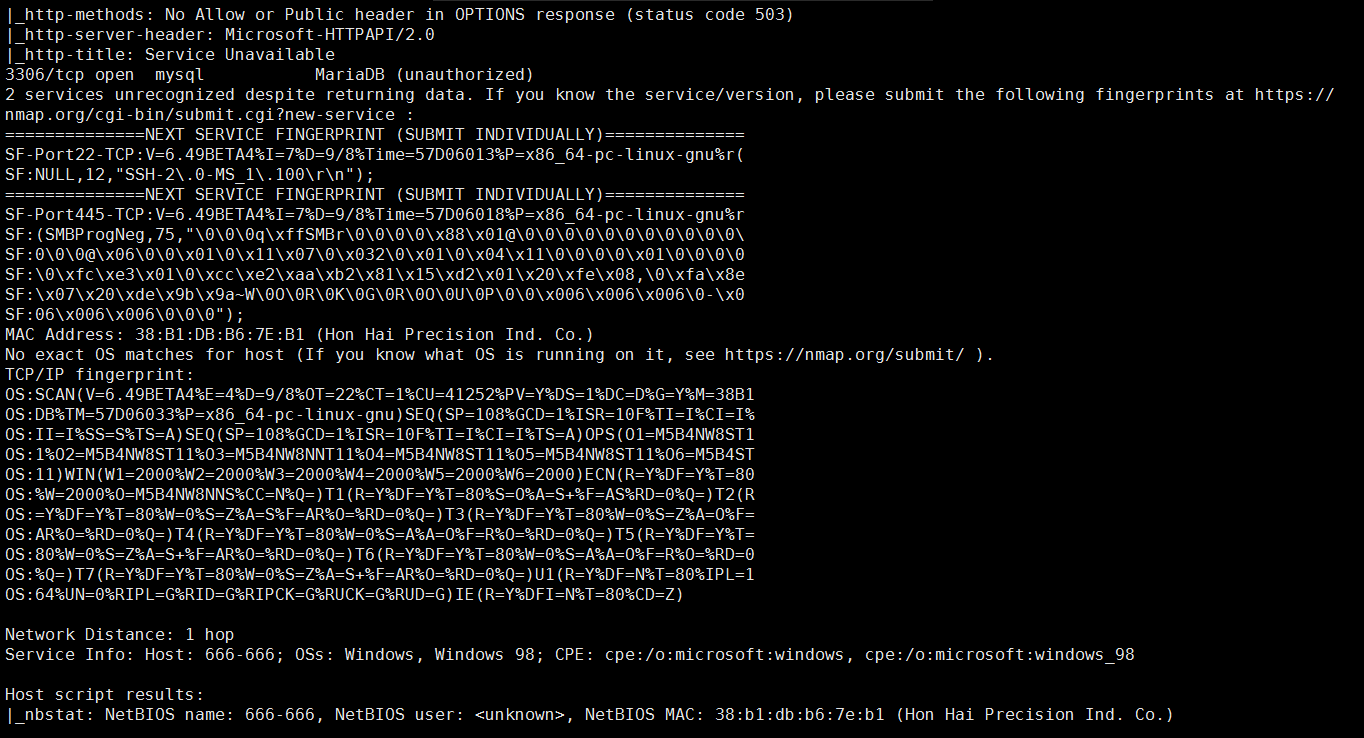 |_http-methods: No Allow or Public header in OPTIONS response (status code 503)
|_http-server-header: Microsoft-HTTPAPI/2.0
|_http-title: Service Unavailable
3306/tcp open  mysql           MariaDB (unauthorized)
2 services unrecognized despite returning data. If you know the service/version, please submit the following fingerprints at https://
nmap.org/cgi-bin/submit.cgi?new-service :
==============NEXT SERVICE FINGERPRINT (SUBMIT INDIVIDUALLY)==============
SF-Port22-TCP:V=6.49BETA4%I=7%D=9/8%Time=57D06013%P=x86_64-pc-linux-gnu%r(
SF:NULL,12,"SSH-2\.0-MS_1\.100\r\n");
==============NEXT SERVICE FINGERPRINT (SUBMIT INDIVIDUALLY)==============
SF-Port445-TCP:V=6.49BETA4%I=7%D=9/8%Time=57D06018%P=x86_64-pc-linux-gnu%r
SF:(SMBProgNeg,75,"\0\0\0q\xffSMBr\0\0\0\0\x88\x01@\0\0\0\0\0\0\0\0\0\0\0\
SF:0\0\0@\x06\0\0\x01\0\x11\x07\0\x032\0\x01\0\x04\x11\0\0\0\0\x01\0\0\0\0
SF:\0\xfc\xe3\x01\0\xcc\xe2\xaa\xb2\x81\x15\xd2\x01\x20\xfe\x08,\0\xfa\x8e
SF:\x07\x20\xde\x9b\x9a~W\0O\0R\0K\0G\0R\0O\0U\0P\0\0\x006\x006\x006\0-\x0
SF:06\x006\x006\0\0\0");
MAC Address: 38:B1:DB:B6:7E:B1 (Hon Hai Precision Ind. Co.)
No exact OS matches for host (If you know what OS is running on it, see https://nmap.org/submit/ ).
TCP/IP fingerprint:
OS:SCAN(V=6.49BETA4%E=4%D=9/8%OT=22%CT=1%CU=41252%PV=Y%DS=1%DC=D%G=Y%M=38B1
OS:DB%TM=57D06033%P=x86_64-pc-linux-gnu)SEQ(SP=108%GCD=1%ISR=10F%TI=I%CI=I%
OS:II=I%SS=S%TS=A)SEQ(SP=108%GCD=1%ISR=10F%TI=I%CI=I%TS=A)OPS(O1=M5B4NW8ST1
OS:1%O2=M5B4NW8ST11%O3=M5B4NW8NNT11%O4=M5B4NW8ST11%O5=M5B4NW8ST11%O6=M5B4ST
OS:11)WIN(W1=2000%W2=2000%W3=2000%W4=2000%W5=2000%W6=2000)ECN(R=Y%DF=Y%T=80
OS:%W=2000%O=M5B4NW8NNS%CC=N%Q=)T1(R=Y%DF=Y%T=80%S=O%A=S+%F=AS%RD=0%Q=)T2(R
OS:=Y%DF=Y%T=80%W=0%S=Z%A=S%F=AR%O=%RD=0%Q=)T3(R=Y%DF=Y%T=80%W=0%S=Z%A=O%F=
OS:AR%O=%RD=0%Q=)T4(R=Y%DF=Y%T=80%W=0%S=A%A=O%F=R%O=%RD=0%Q=)T5(R=Y%DF=Y%T=
OS:80%W=0%S=Z%A=S+%F=AR%O=%RD=0%Q=)T6(R=Y%DF=Y%T=80%W=0%S=A%A=O%F=R%O=%RD=0
OS:%Q=)T7(R=Y%DF=Y%T=80%W=0%S=Z%A=S+%F=AR%O=%RD=0%Q=)U1(R=Y%DF=N%T=80%IPL=1
OS:64%UN=0%RIPL=G%RID=G%RIPCK=G%RUCK=G%RUD=G)IE(R=Y%DFI=N%T=80%CD=Z)
Network Distance: 1 hop
Service Info: Host: 666-666; OSs: Windows, Windows 98; CPE: cpe:/o:microsoft:windows, cpe:/o:microsoft:windows_98
Host script results:
|_nbstat: NetBIOS name: 666-666, NetBIOS user: <unknown>, NetBIOS MAC: 38:b1:db:b6:7e:b1 (Hon Hai Precision Ind. Co.)